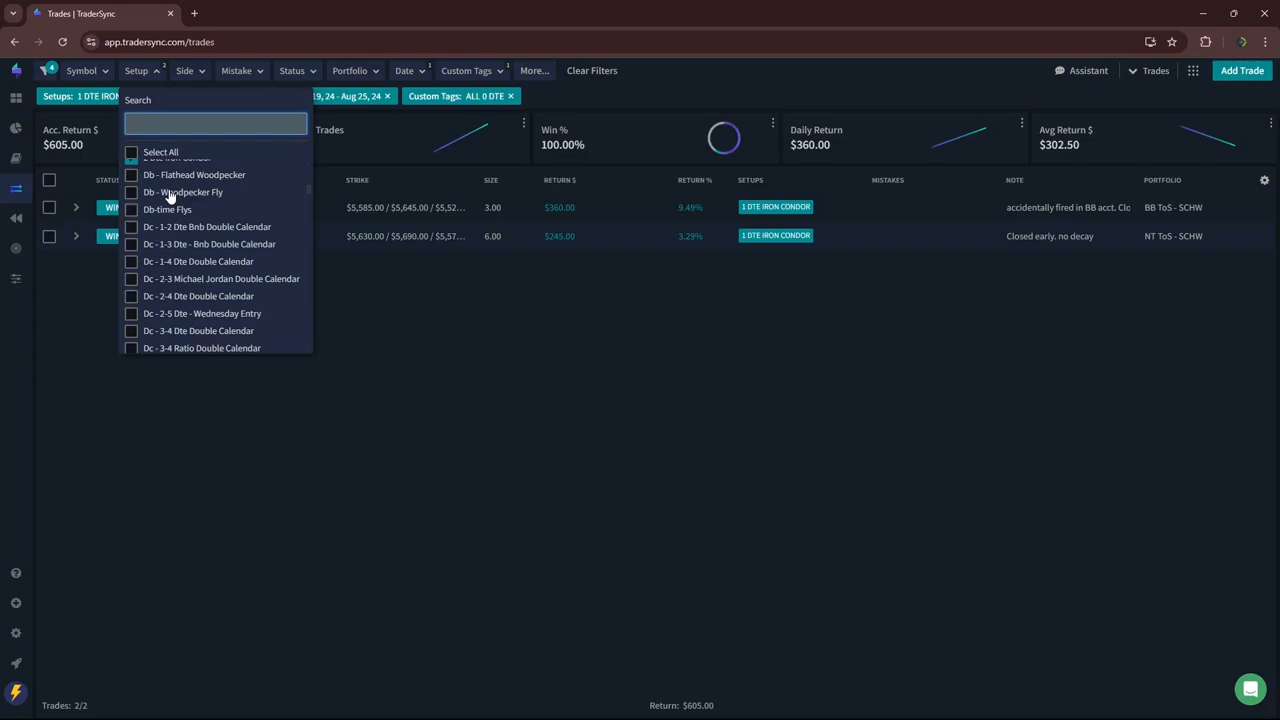 Trades | TraderSync
app.tradersync.com/trades
4
Symbol
Setup 2
Side
Mistake
Status
Portfolio
Date 1
Custom Tags 1
More...
Clear Filters
Assistant
Trades
Add Trade
Setups: 1 DTE IRON
19, 24 - Aug 25, 24
Custom Tags: ALL 0 DTE
Acc. Return $
$605.00
Trades
Win %
100.00%
Daily Return
$360.00
Avg Return $
$302.50
Search
Select All
2 Dte Iron Condor
Db - Flathead Woodpecker
Db - Woodpecker Fly
Db-time Flys
Dc - 1-2 Dte Bnb Double Calendar
Dc - 1-3 Dte - Bnb Double Calendar
Dc - 1-4 Dte Double Calendar
Dc - 2-3 Michael Jordan Double Calendar
Dc - 2-4 Dte Double Calendar
Dc - 2-5 Dte - Wednesday Entry
Dc - 3-4 Dte Double Calendar
Dc - 3-4 Ratio Double Calendar
STATUS STRIKE SIZE RETURN $ RETURN % SETUPS MISTAKES NOTE PORTFOLIO
WIN $5,585.00 / $5,645.00 / $5,52... 3.00 $360.00 9.49% 1 DTE IRON CONDOR accidentally fired in BB acct. Clo BB ToS - SCHW
WIN $5,630.00 / $5,690.00 / $5,57... 6.00 $245.00 3.29% 1 DTE IRON CONDOR Closed early. no decay NT ToS - SCHW
Trades: 2/2
Return: $605.00